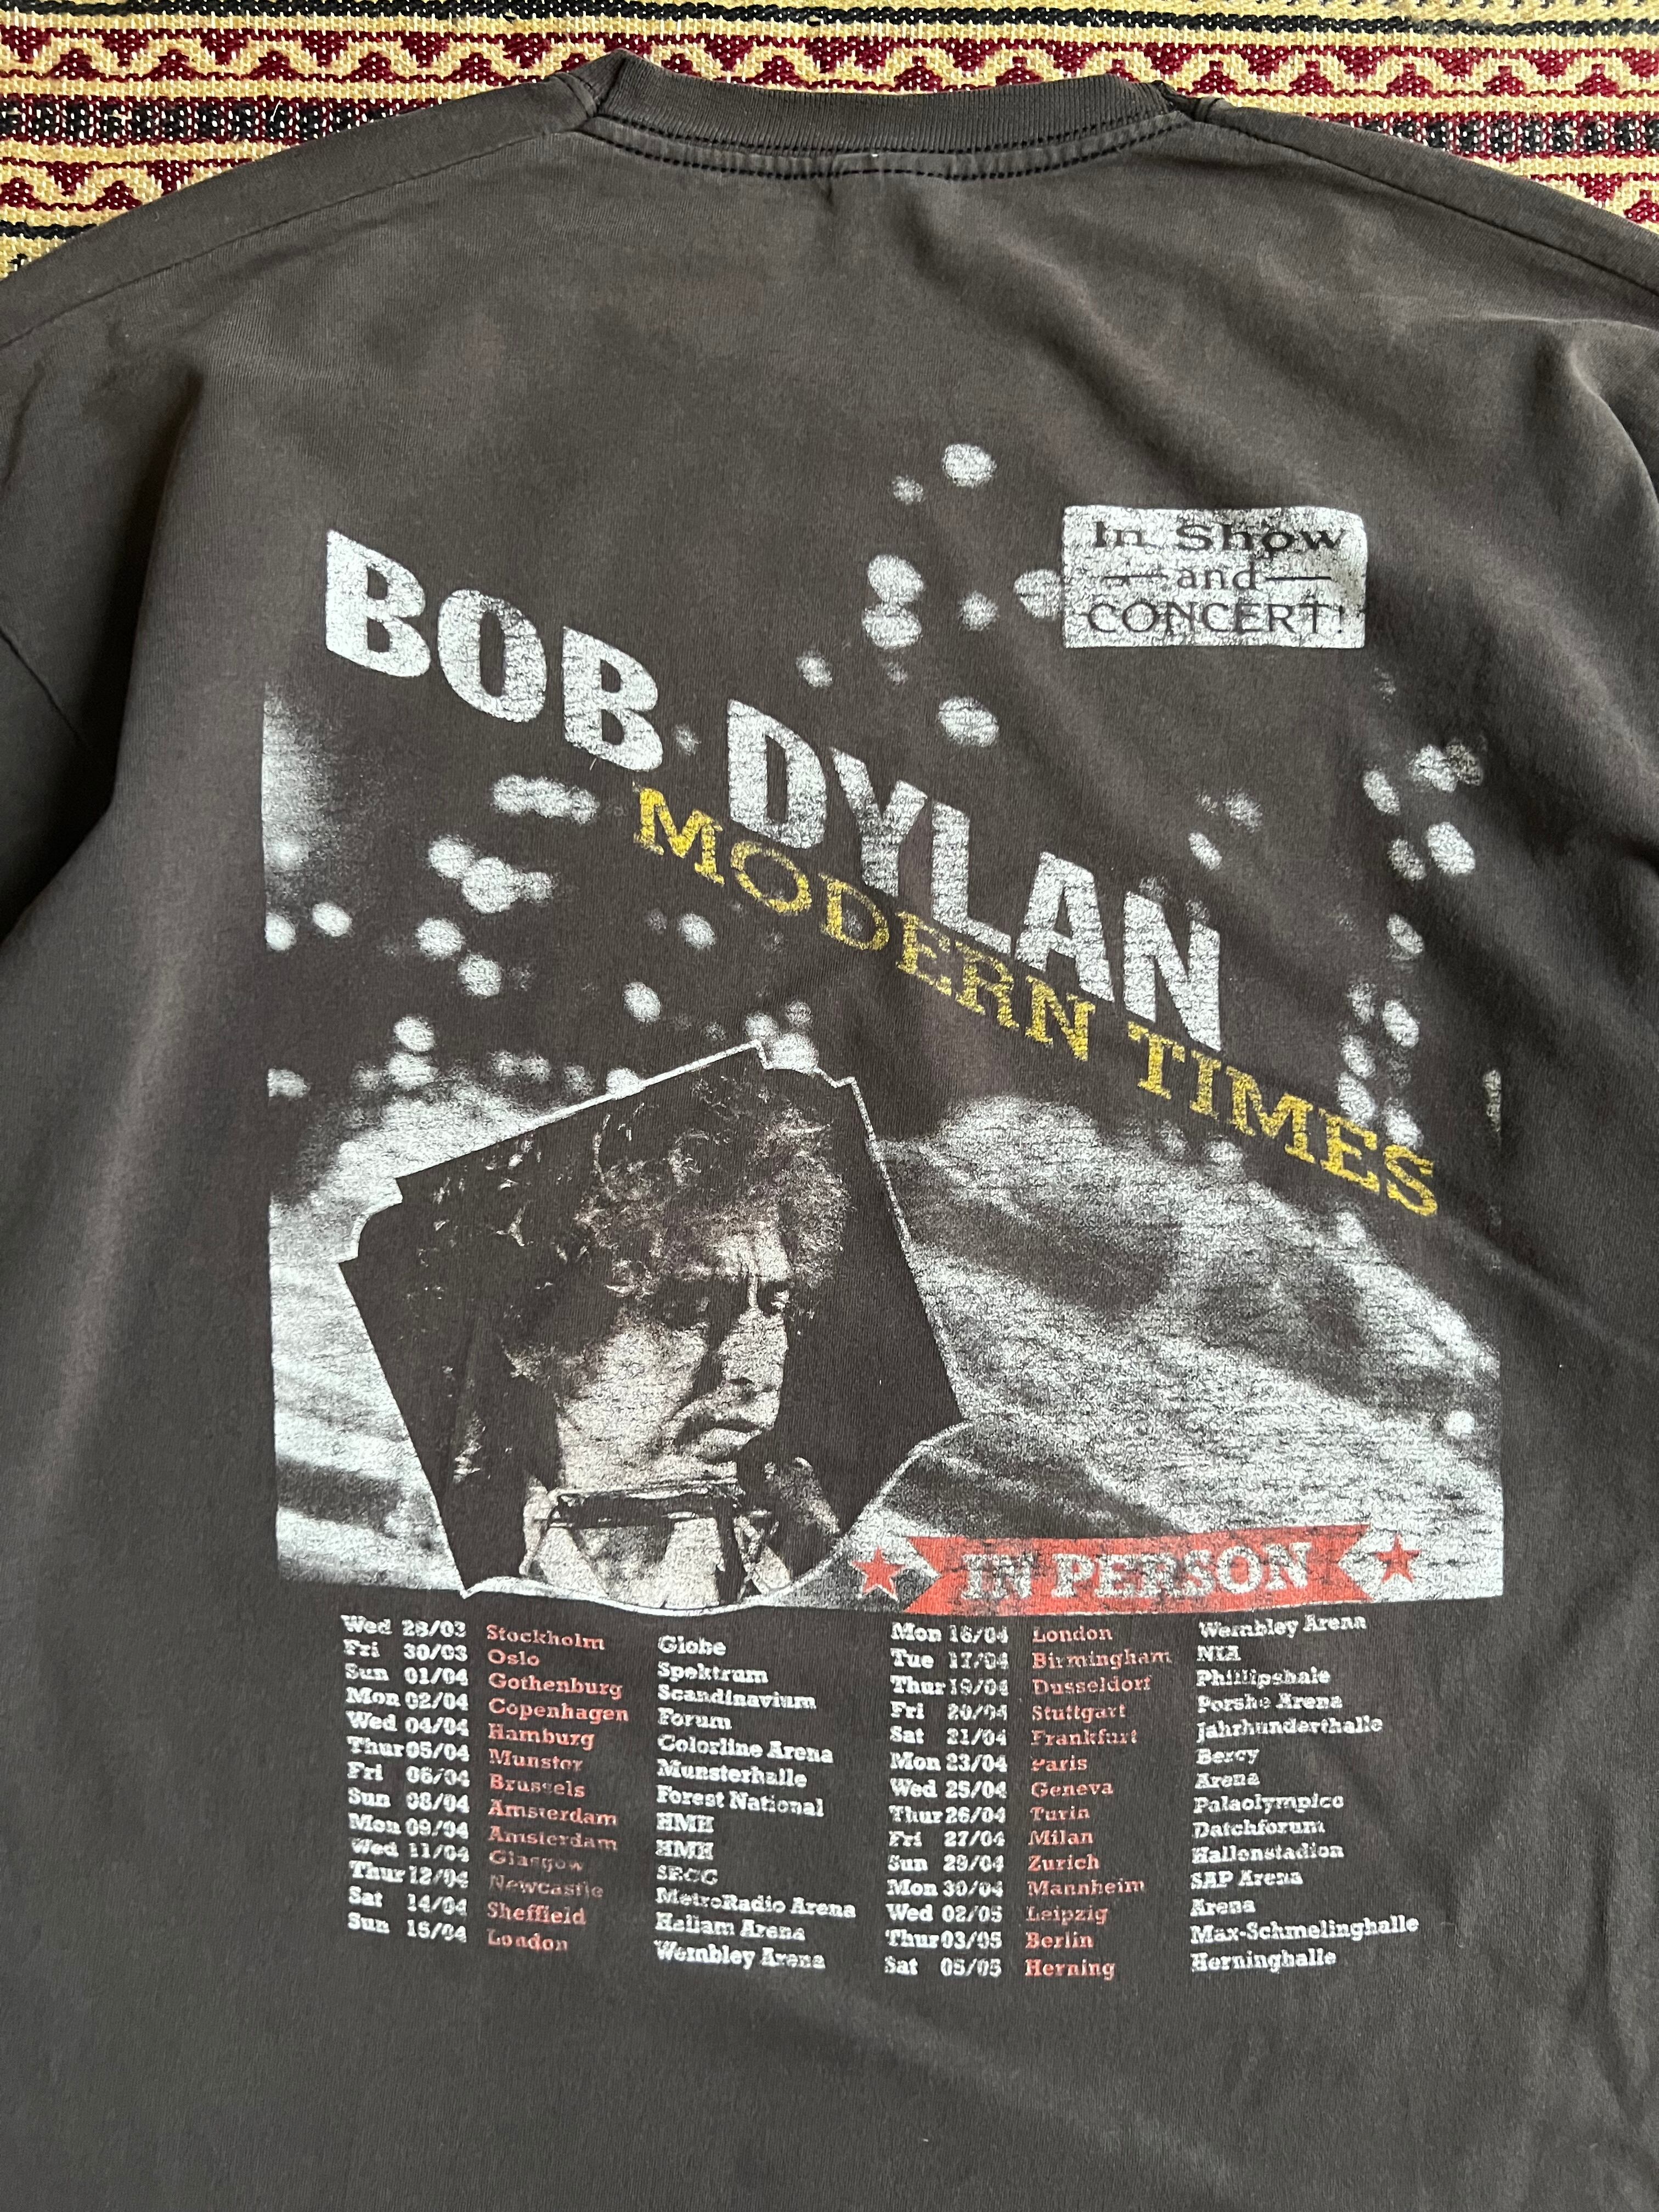 In Show
and
CONCERT!
BOB DYLAN
MODERN TIMES
IN PERSON
Wed 28/03 Stockholm Globe
Fri 30/03 Oslo Spektrum
Sun 01/04 Gothenburg Scandinavium
Mon 02/04 Copenhagen Forum
Wed 04/04 Hamburg Colorline Arena
Thur 05/04 Munster Munsterhalle
Fri 06/04 Brussels Forest National
Sun 08/04 Amsterdam HMH
Mon 09/04 Amsterdam HMH
Wed 11/04 Glasgow SECC
Thur 12/04 Newcastle MetroRadio Arena
Sat 14/04 Sheffield Hallam Arena
Sun 15/04 London Wembley Arena
Mon 16/04 London Wembley Arena
Tue 17/04 Birmingham NIA
Thur 19/04 Dusseldorf Phillipshale
Fri 20/04 Stuttgart Porshe Arena
Sat 21/04 Frankfurt Jahrhunderthalle
Mon 23/04 Paris Bercy
Wed 25/04 Geneva Arena
Thur 26/04 Turin Palaolympico
Fri 27/04 Milan Datchforum
Sun 29/04 Zurich Hallenstadion
Mon 30/04 Mannheim SAP Arena
Wed 02/05 Leipzig Arena
Thur 03/05 Berlin Max-Schmelinghalle
Sat 05/05 Herning Herninghalle